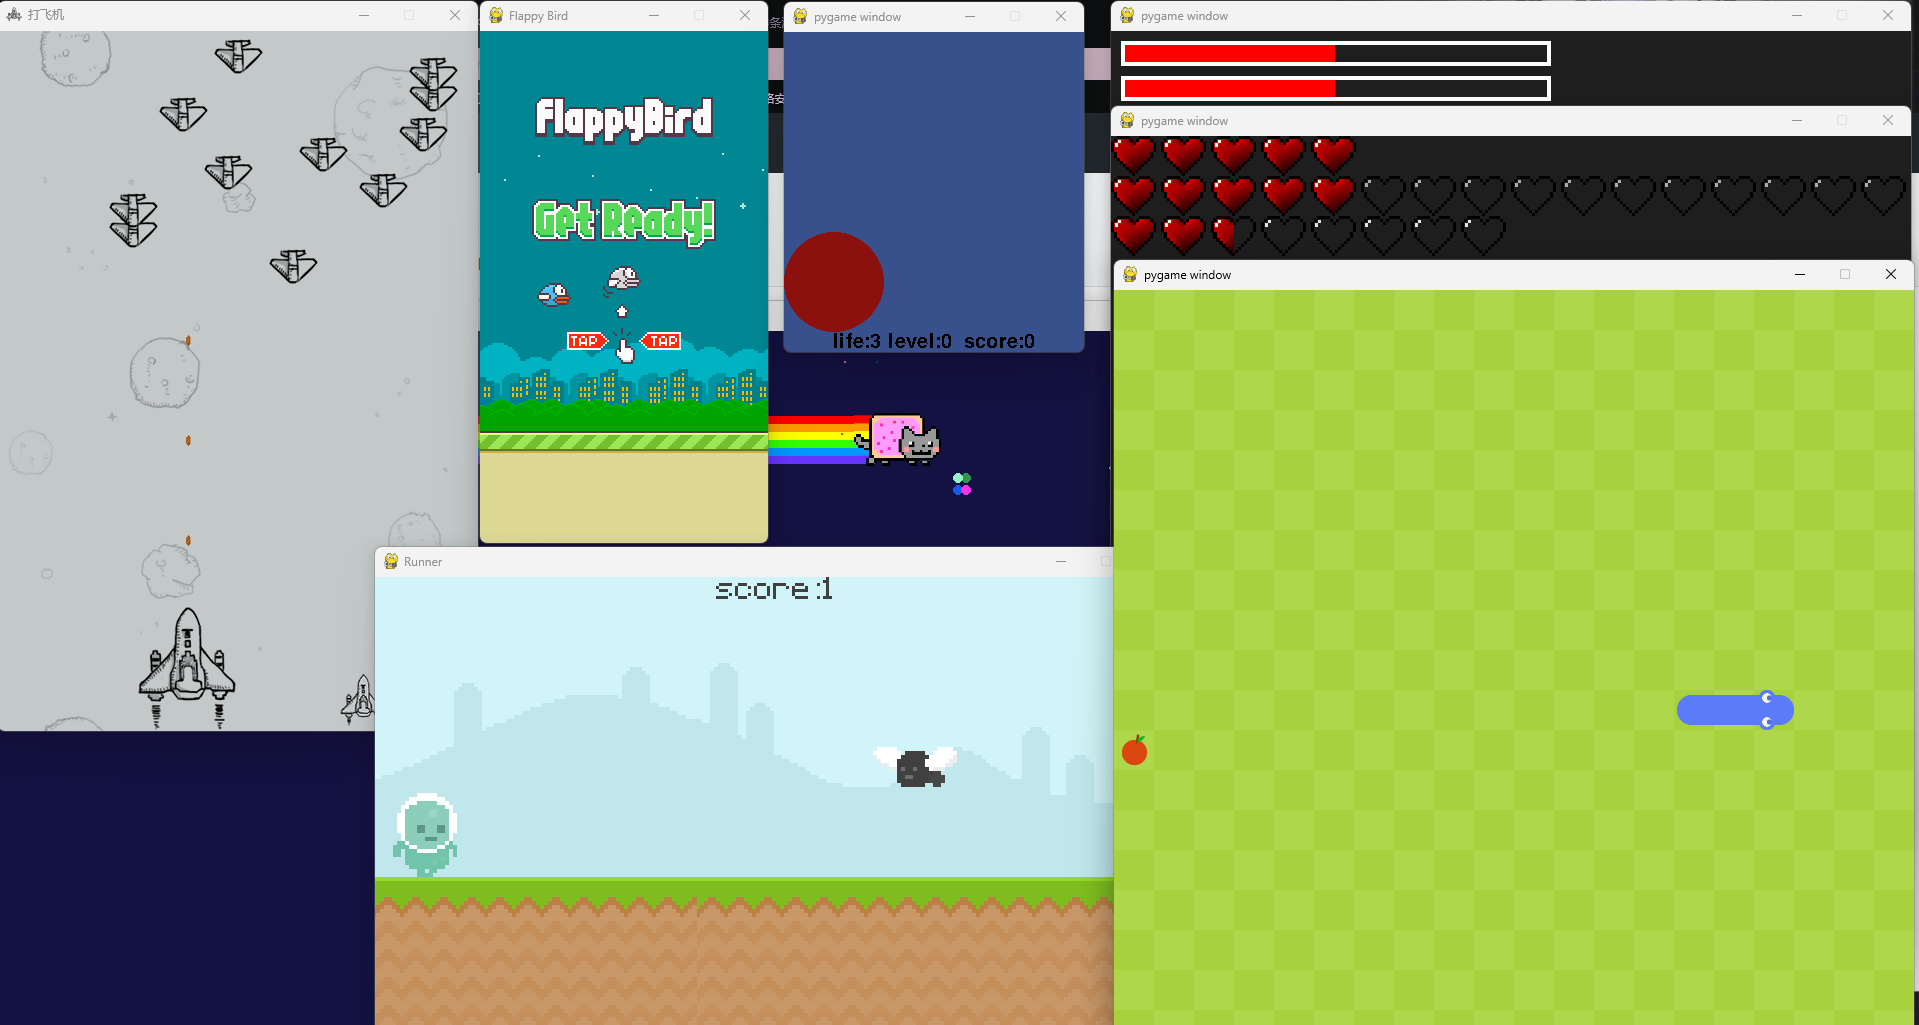 打飞机
Flappy Bird
pygame window
pygame window
pygame window
FlappyBird
Get Ready!
TAP TAP
life:3 level:0 score:0
pygame window
Runner
score:1